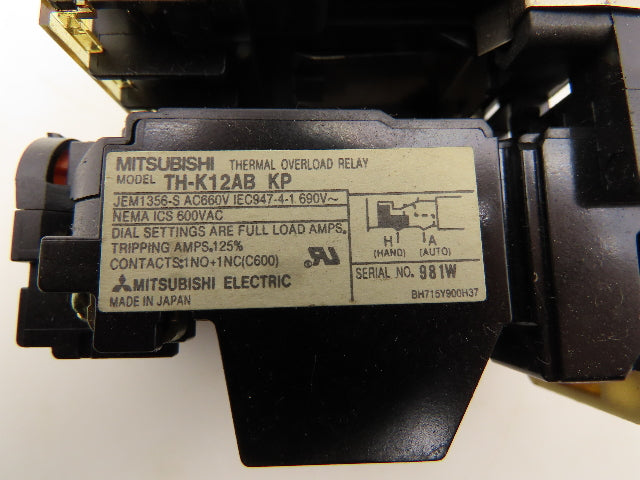 MITSUBISHI THERMAL OVERLOAD RELAY
MODEL TH-K12AB KP
JEM1356-S AC660V IEC947-4-1 690V~
NEMA ICS 600VAC
DIAL SETTINGS ARE FULL LOAD AMPS.
TRIPPING AMPS.125%
CONTACTS:1NO+1NC(C600)
MITSUBISHI ELECTRIC
MADE IN JAPAN
H A
(HAND) (AUTO)
SERIAL NO. 981W
BH715Y900H37